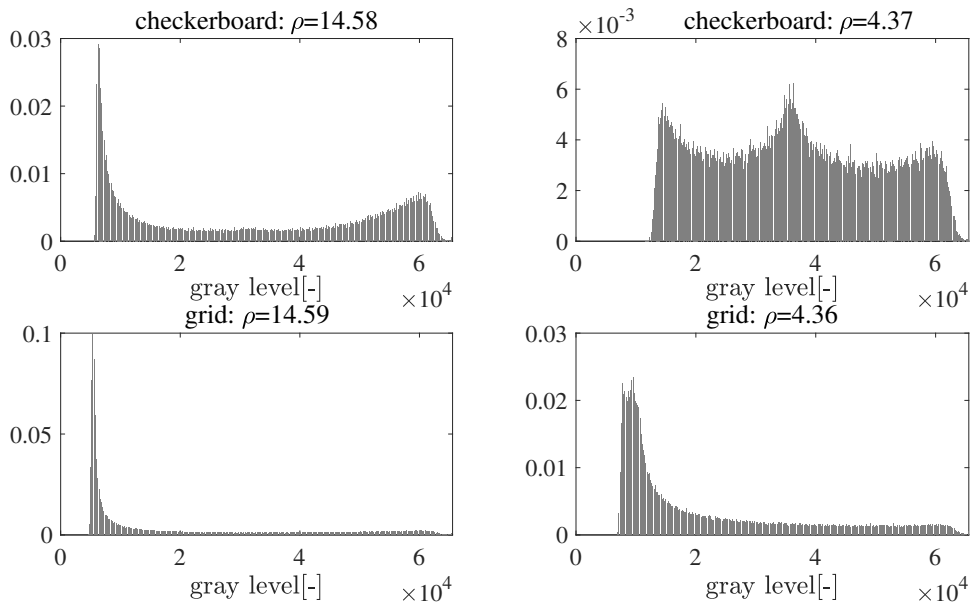 checkerboard: ρ=14.58
0.03
0.02
0.01
0
0 2 4 6
gray level[-]
×10^4
checkerboard: ρ=4.37
×10^-3
8
6
4
2
0
0 2 4 6
gray level[-]
×10^4
grid: ρ=14.59
0.1
0.05
0
0 2 4 6
gray level[-]
×10^4
grid: ρ=4.36
0.03
0.02
0.01
0
0 2 4 6
gray level[-]
×10^4